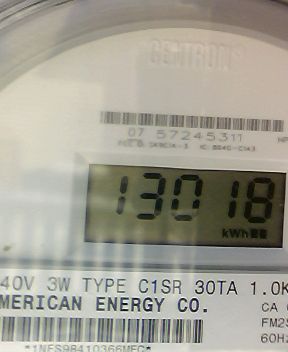 CENTRON
07 57245311
13018
kWh
40V 3W TYPE C1SR 30TA 1.0K
MERICAN ENERGY CO.
CA
FM2S
60Hz